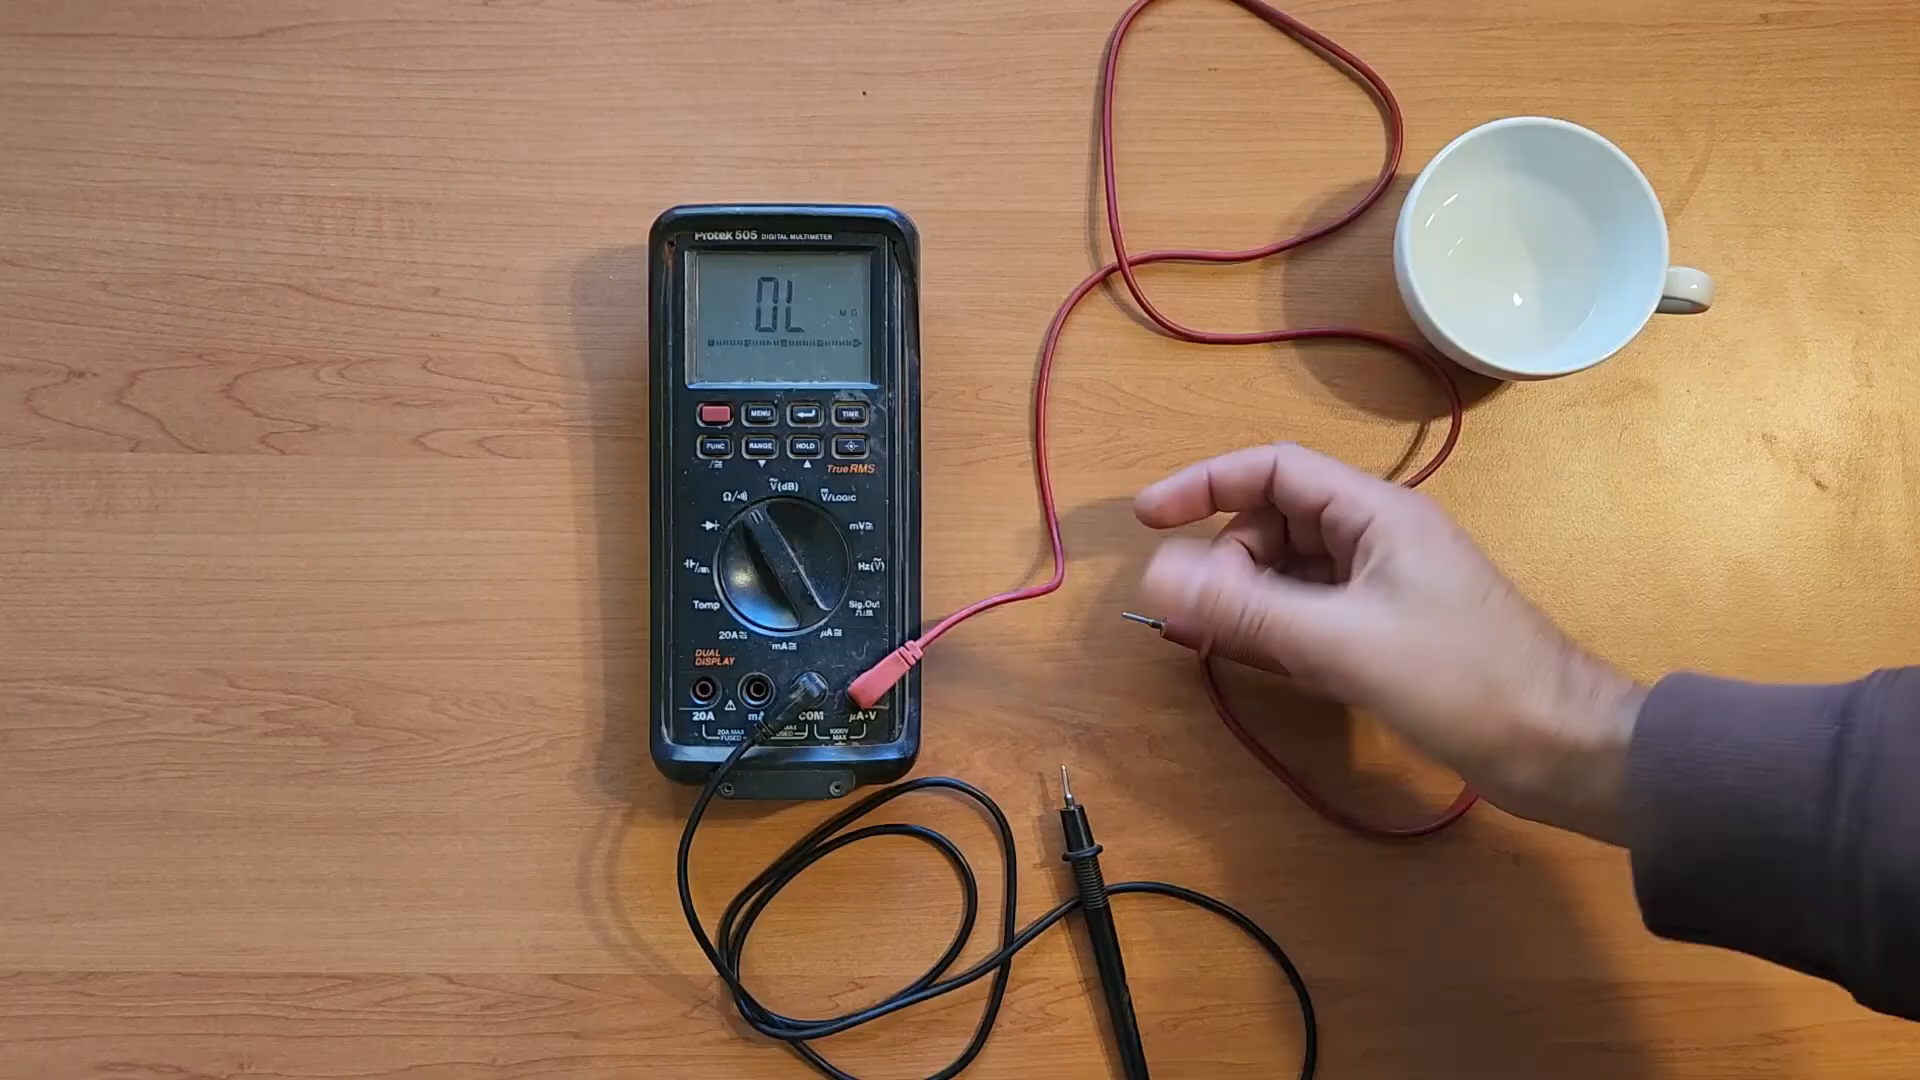 Protek 505 DIGITAL MULTIMETER
OL
MΩ
MENU
TIME
FUNC
RANGE
HOLD
True RMS
Ṽ(dB)
Ω/
V/LOGIC
mV≅
Hz(Ṽ)
Temp
Sig.Out
20A≅
µA≅
mA≅
DUAL
DISPLAY
20A
COM
µA•V
20A MAX
FUSED
1000V
MAX